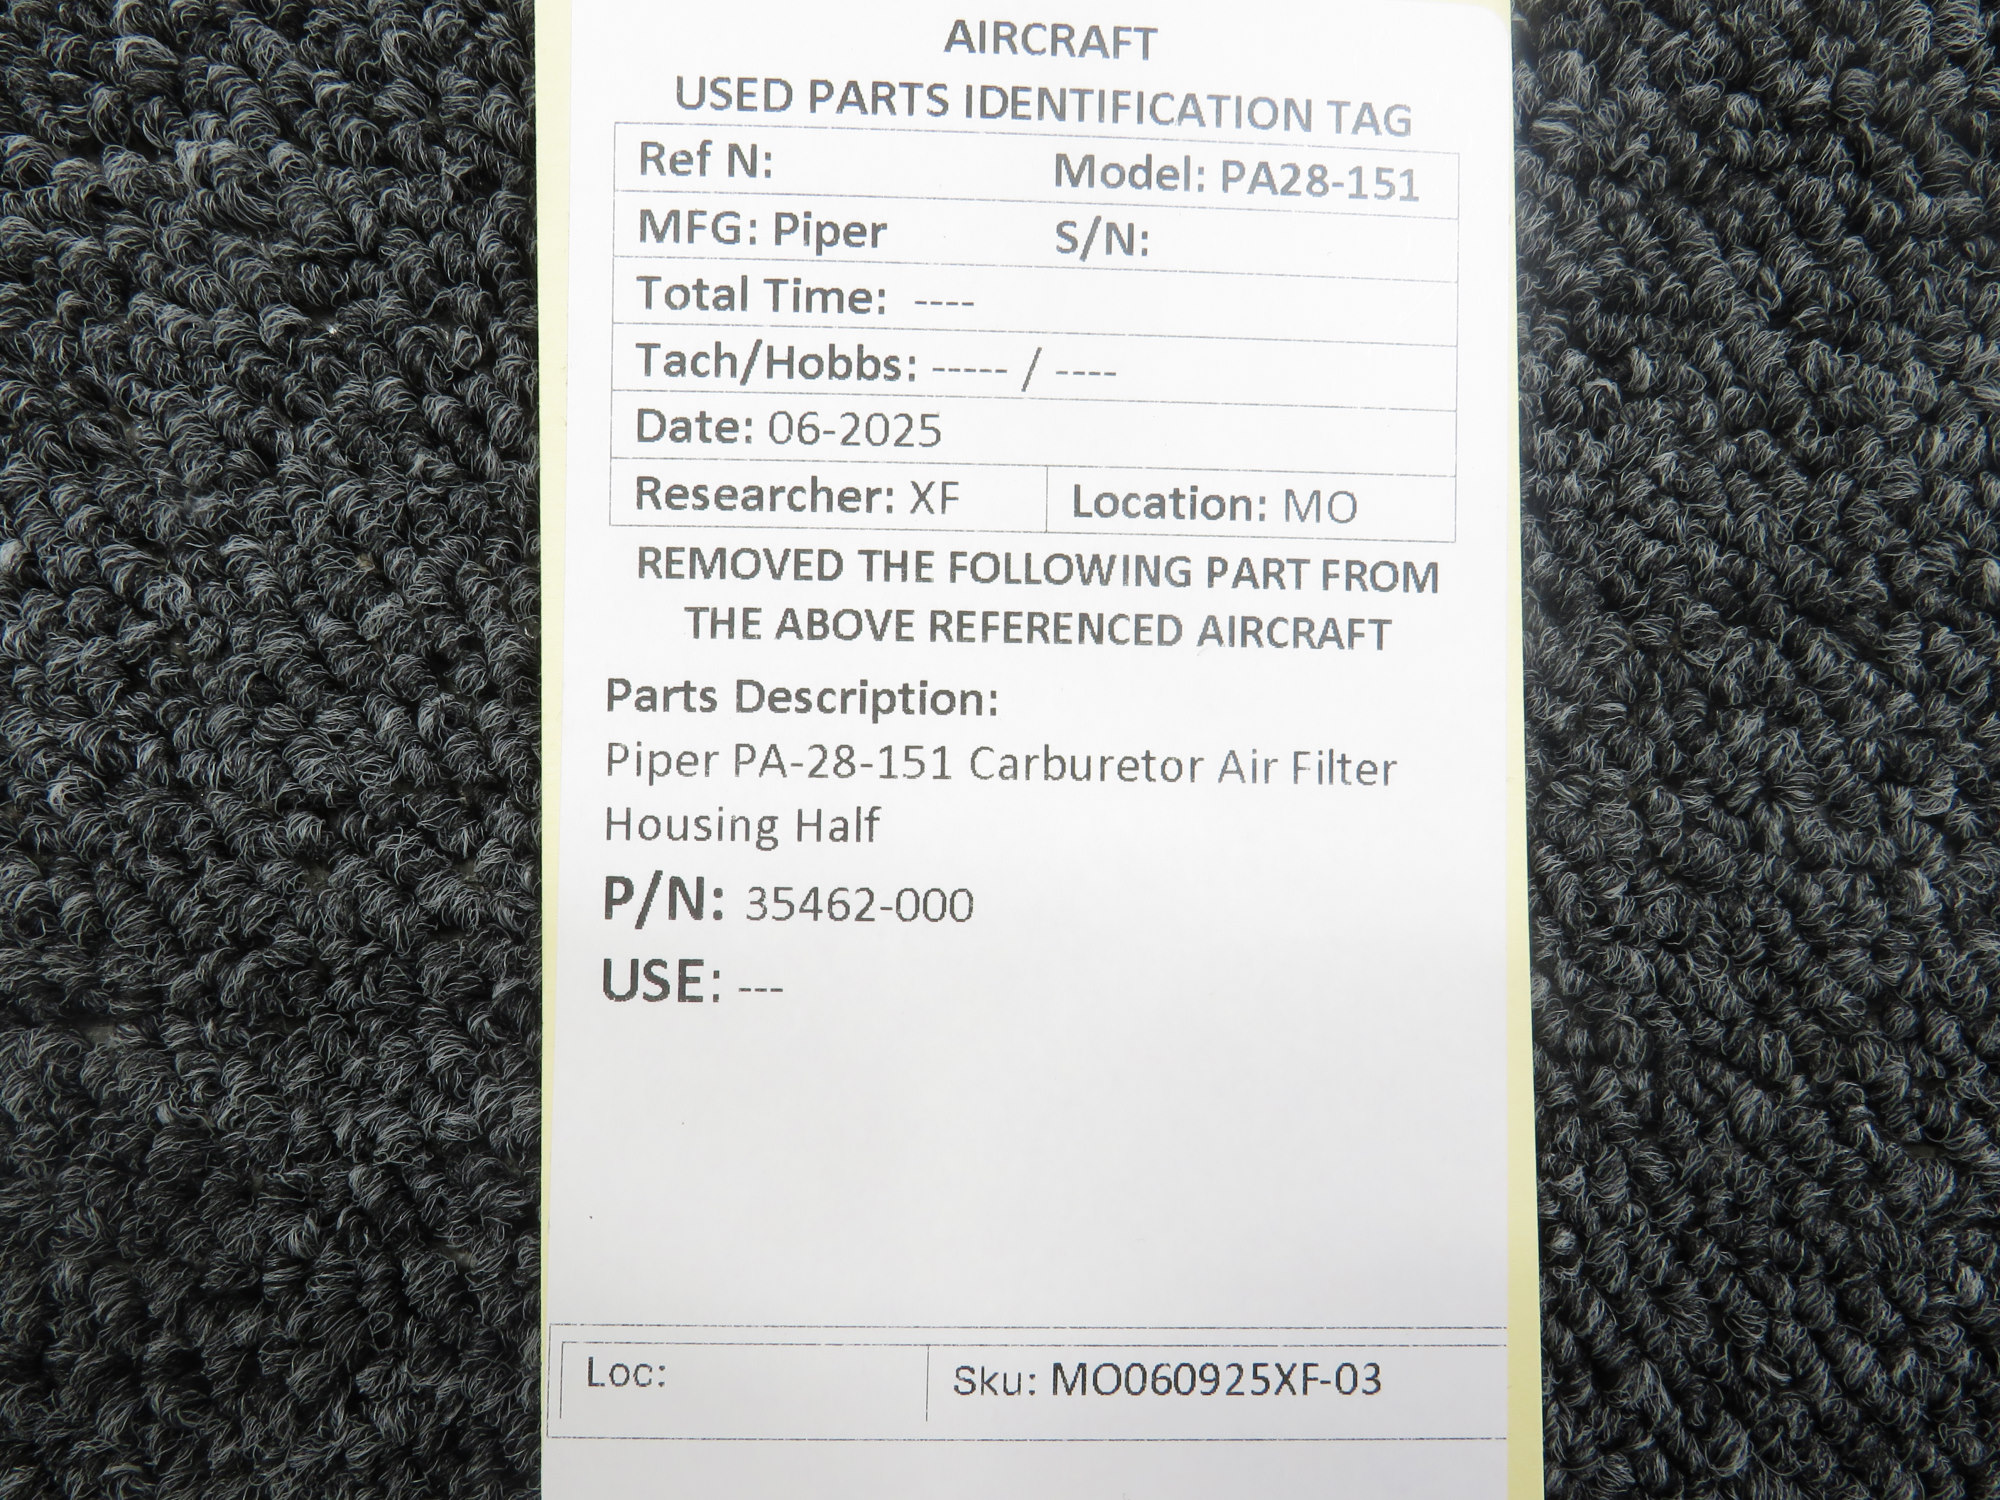 AIRCRAFT
USED PARTS IDENTIFICATION TAG
Ref N: Model: PA28-151
MFG: Piper S/N:
Total Time: ----
Tach/Hobbs: ----- / ----
Date: 06-2025
Researcher: XF Location: MO
REMOVED THE FOLLOWING PART FROM
THE ABOVE REFERENCED AIRCRAFT
Parts Description:
Piper PA-28-151 Carburetor Air Filter
Housing Half
P/N: 35462-000
USE: ---
Loc: Sku: MO060925XF-03